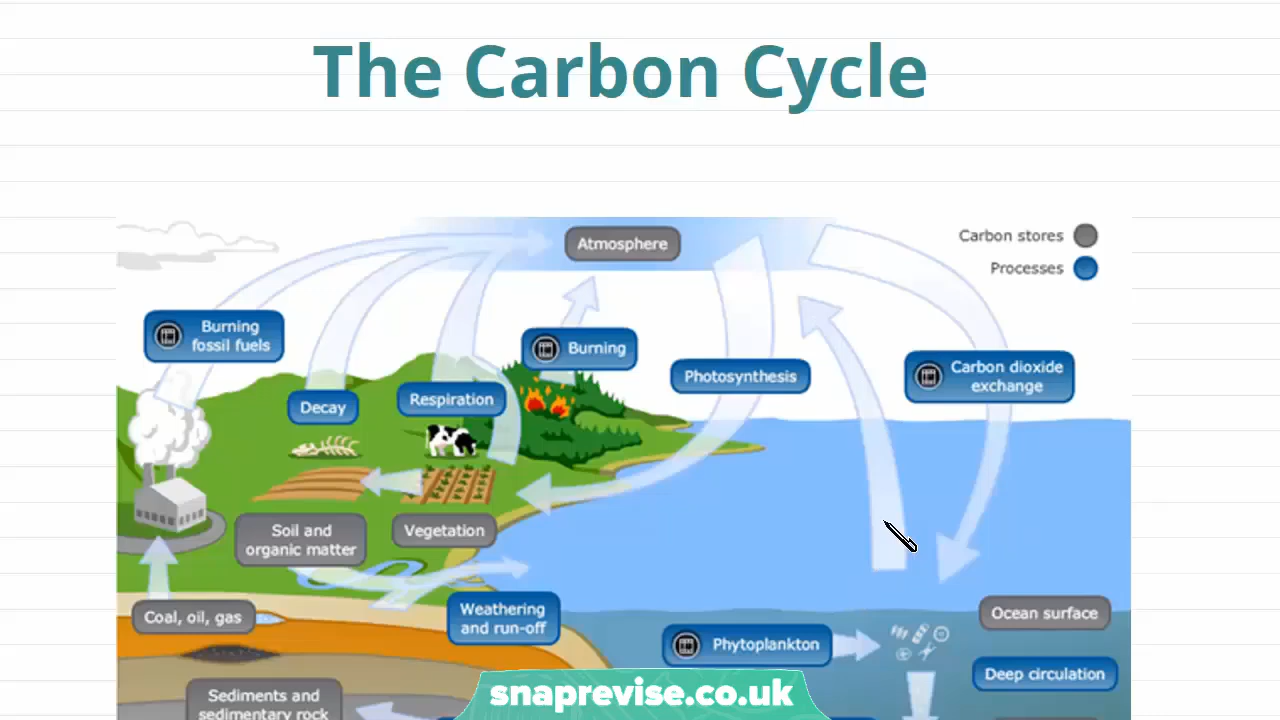 The Carbon Cycle
Atmosphere
Carbon stores
Processes
Burning
fossil fuels
Burning
Photosynthesis
Carbon dioxide
exchange
Decay
Respiration
Soil and
organic matter
Vegetation
Coal, oil, gas
Weathering
and run-off
Phytoplankton
Ocean surface
Deep circulation
Sediments and
sedimentary rock
snaprevise.co.uk